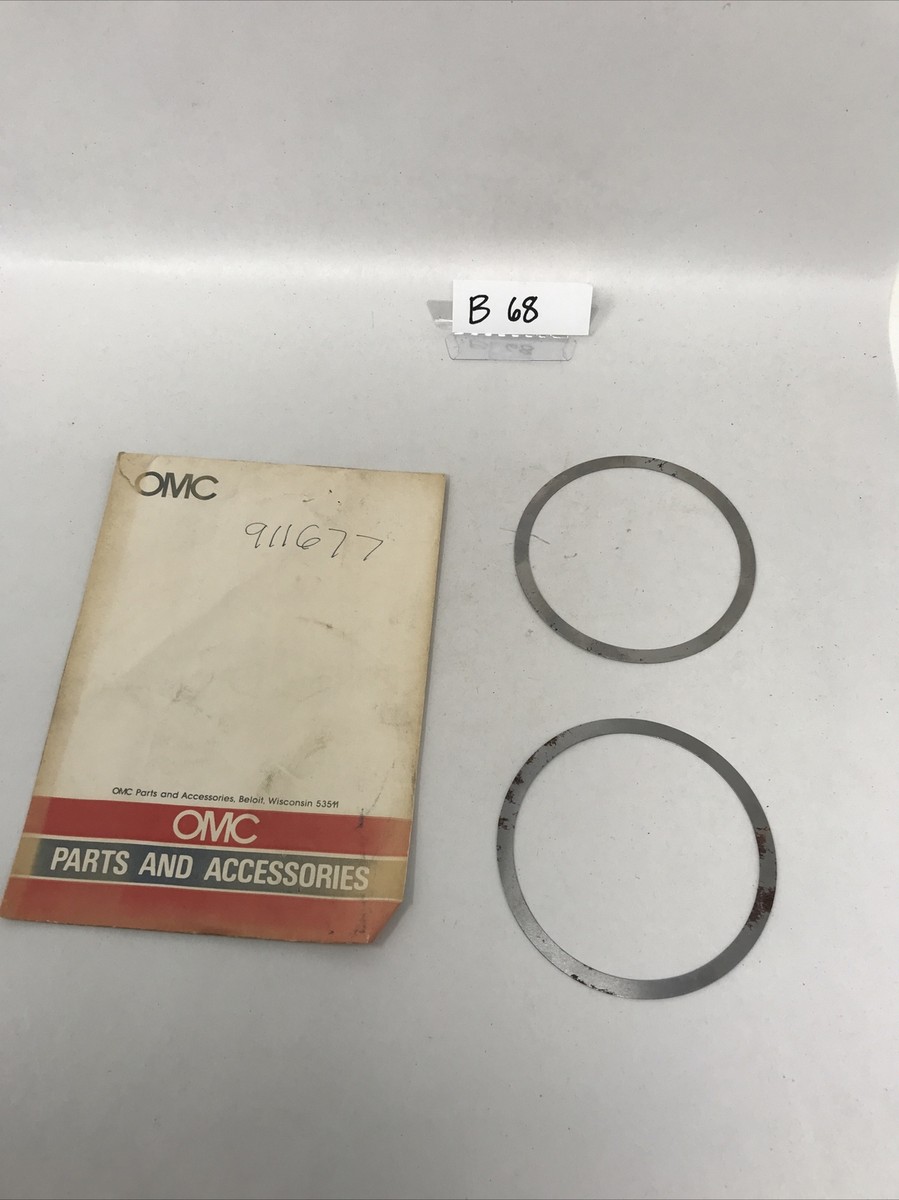 B 68
OMC
911677
OMC Parts and Accessories, Beloit, Wisconsin 53511
OMC
PARTS AND ACCESSORIES